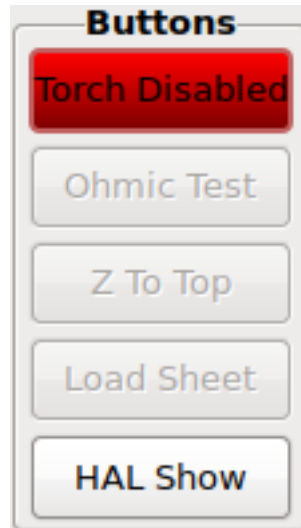 Buttons
Torch Disabled
Ohmic Test
Z To Top
Load Sheet
HAL Show